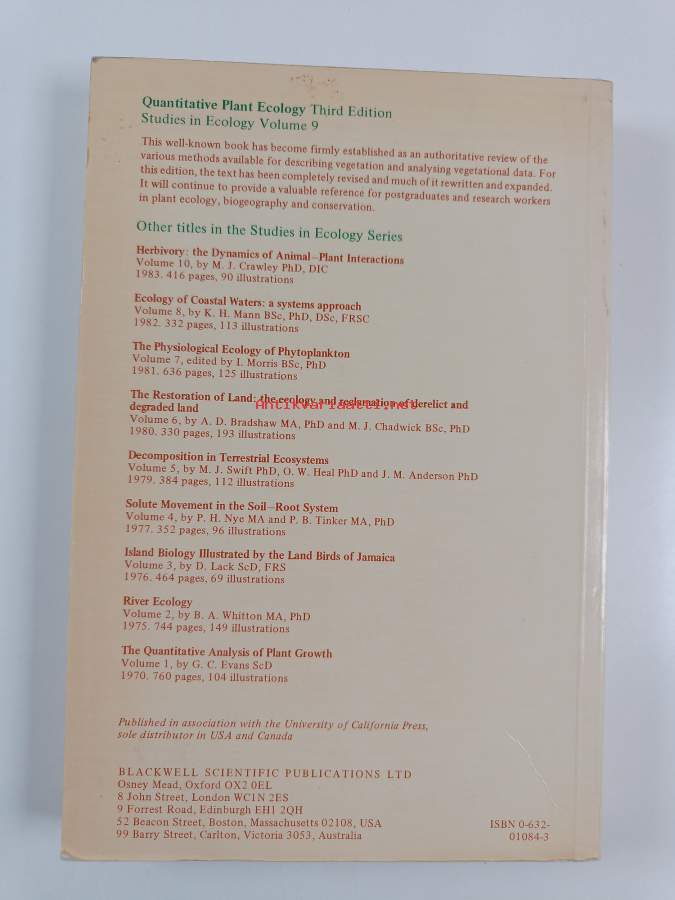 Quantitative Plant Ecology Third Edition
Studies in Ecology Volume 9
This well-known book has become firmly established as an authoritative review of the
various methods available for describing vegetation and analysing vegetational data. For
this edition, the text has been completely revised and much of it rewritten and expanded.
It will continue to provide a valuable reference for postgraduates and research workers
in plant ecology, biogeography and conservation.
Other titles in the Studies in Ecology Series
Herbivory: the Dynamics of Animal–Plant Interactions
Volume 10, by M. J. Crawley PhD, DIC
1983. 416 pages, 90 illustrations
Ecology of Coastal Waters: a systems approach
Volume 8, by K. H. Mann BSc, PhD, DSc, FRSC
1982. 332 pages, 113 illustrations
The Physiological Ecology of Phytoplankton
Volume 7, edited by I. Morris BSc, PhD
1981. 636 pages, 125 illustrations
The Restoration of Land: the ecology and reclamation of derelict and
Antikvariaatti.net
degraded land
Volume 6, by A. D. Bradshaw MA, PhD and M. J. Chadwick BSc, PhD
1980. 330 pages, 193 illustrations
Decomposition in Terrestrial Ecosystems
Volume 5, by M. J. Swift PhD, O. W. Heal PhD and J. M. Anderson PhD
1979. 384 pages, 112 illustrations
Solute Movement in the Soil–Root System
Volume 4, by P. H. Nye MA and P. B. Tinker MA, PhD
1977. 352 pages, 96 illustrations
Island Biology Illustrated by the Land Birds of Jamaica
Volume 3, by D. Lack ScD, FRS
1976. 464 pages, 69 illustrations
River Ecology
Volume 2, by B. A. Whitton MA, PhD
1975. 744 pages, 149 illustrations
The Quantitative Analysis of Plant Growth
Volume 1, by G. C. Evans ScD
1970. 760 pages, 104 illustrations
Published in association with the University of California Press,
sole distributor in USA and Canada
BLACKWELL SCIENTIFIC PUBLICATIONS LTD
Osney Mead, Oxford OX2 0EL
8 John Street, London WC1N 2ES
9 Forrest Road, Edinburgh EH1 2QH
52 Beacon Street, Boston, Massachusetts 02108, USA
99 Barry Street, Carlton, Victoria 3053, Australia
ISBN 0-632-
01084-3